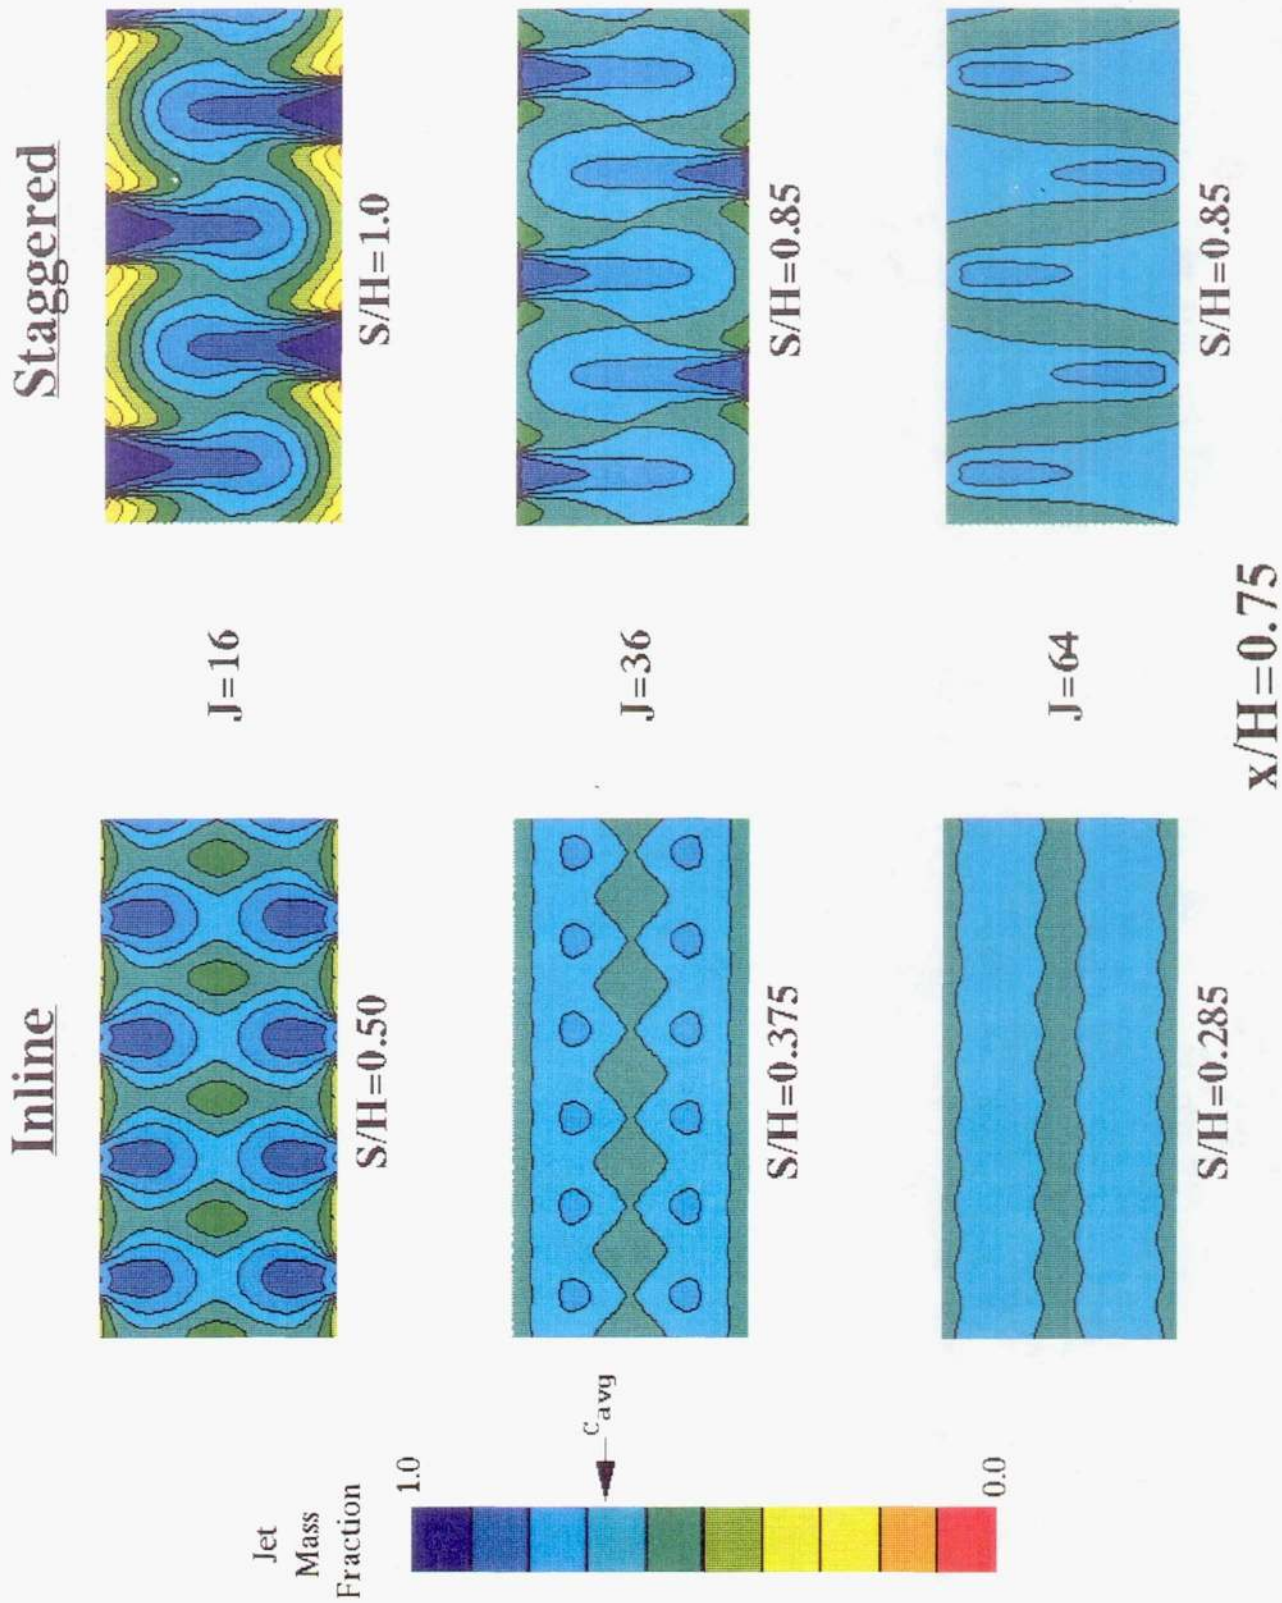 Inline
Staggered
Jet
Mass
Fraction
1.0
c avg
0.0
S/H=0.50
J=16
S/H=1.0
S/H=0.375
J=36
S/H=0.85
S/H=0.285
J=64
S/H=0.85
x/H=0.75